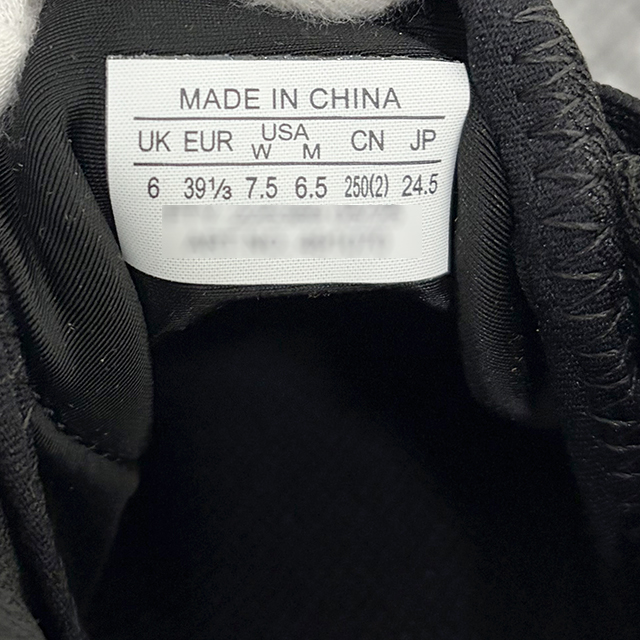 MADE IN CHINA
UK EUR USA W M CN JP
6 39⅓ 7.5 6.5 250(2) 24.5